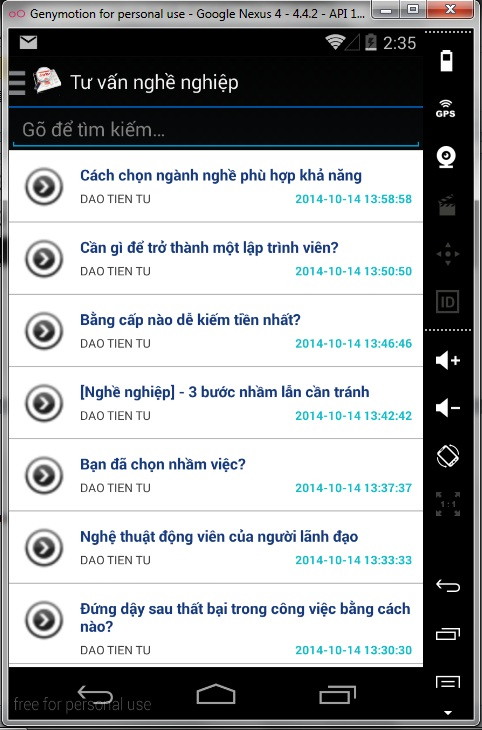 Genymotion for personal use - Google Nexus 4 - 4.4.2 - API 1...
2:35
Tư vấn nghề nghiệp
Gõ để tìm kiếm...
GPS
Cách chọn ngành nghề phù hợp khả năng
DAO TIEN TU 2014-10-14 13:58:58
Cần gì để trở thành một lập trình viên?
DAO TIEN TU 2014-10-14 13:50:50
ID
Bằng cấp nào dễ kiếm tiền nhất?
DAO TIEN TU 2014-10-14 13:46:46
[Nghề nghiệp] - 3 bước nhầm lẫn cần tránh
DAO TIEN TU 2014-10-14 13:42:42
Bạn đã chọn nhầm việc?
DAO TIEN TU 2014-10-14 13:37:37
1:1
Nghệ thuật động viên của người lãnh đạo
DAO TIEN TU 2014-10-14 13:33:33
Đứng dậy sau thất bại trong công việc bằng cách
nào?
DAO TIEN TU 2014-10-14 13:30:30
free for personal use